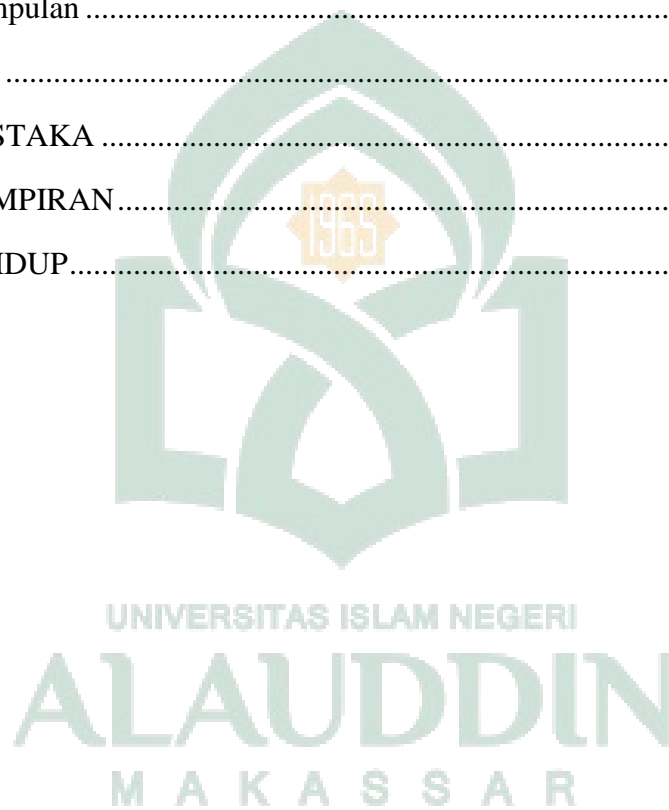 mpulan ....................................................................................
....................................................................................
STAKA ....................................................................................
MPIRAN ....................................................................................
IDUP ....................................................................................
1965
UNIVERSITAS ISLAM NEGERI
ALAUDDIN
MAKASSAR